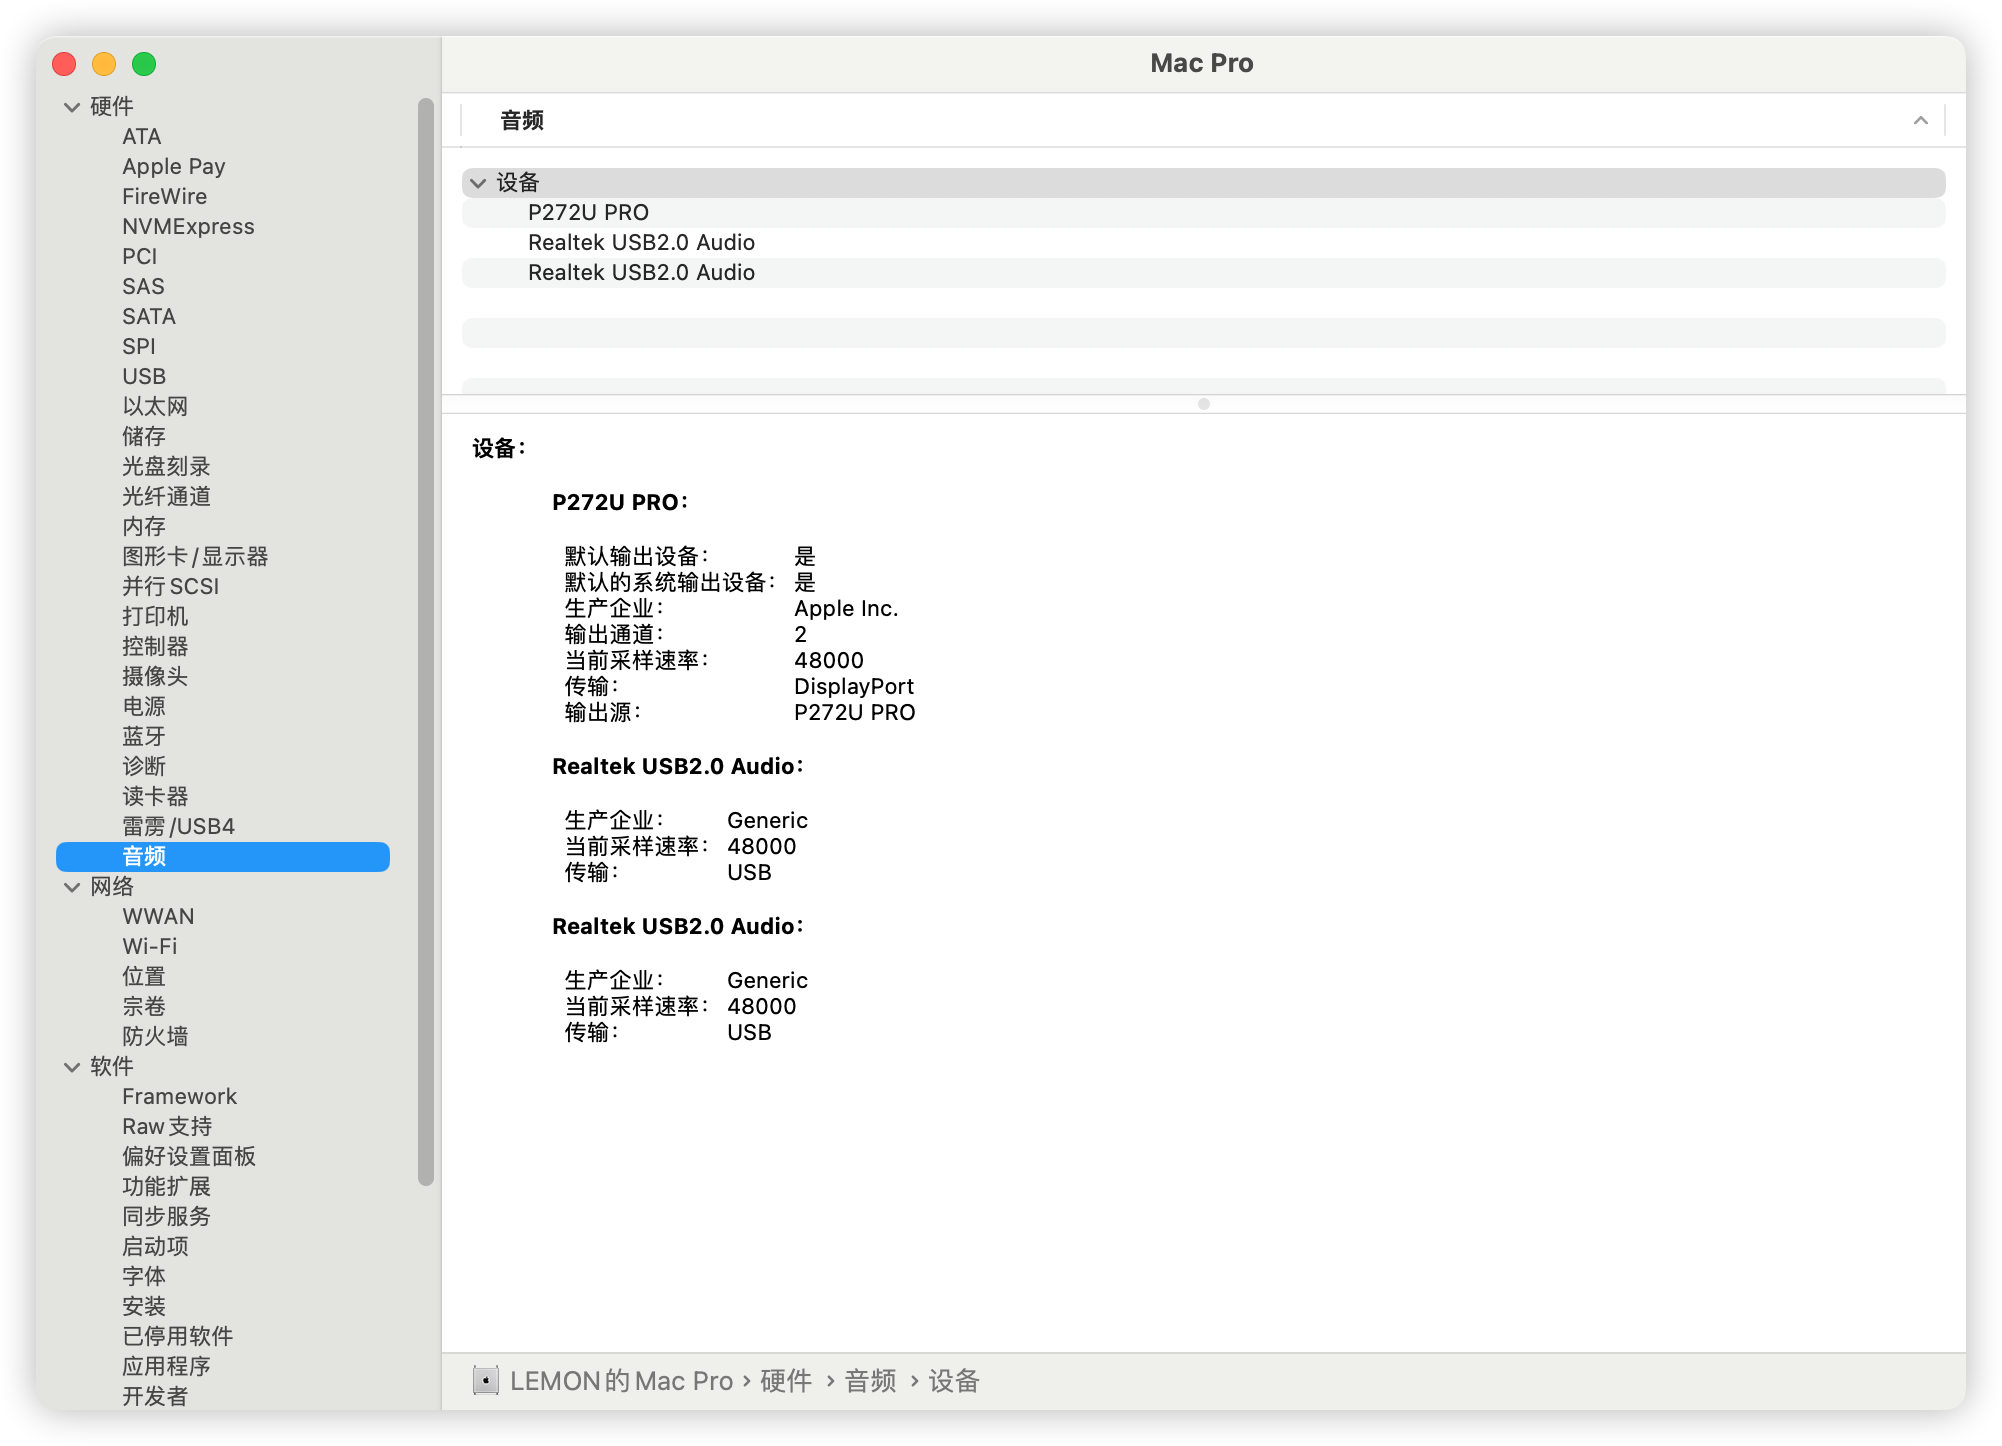 硬件
ATA
Apple Pay
FireWire
NVMExpress
PCI
SAS
SATA
SPI
USB
以太网
储存
光盘刻录
光纤通道
内存
图形卡/显示器
并行SCSI
打印机
控制器
摄像头
电源
蓝牙
诊断
读卡器
雷雳/USB4
音频
网络
WWAN
Wi-Fi
位置
宗卷
防火墙
软件
Framework
Raw支持
偏好设置面板
功能扩展
同步服务
启动项
字体
安装
已停用软件
应用程序
开发者
Mac Pro
音频
设备
P272U PRO
Realtek USB2.0 Audio
Realtek USB2.0 Audio
设备：
P272U PRO：
默认输出设备： 是
默认的系统输出设备： 是
生产企业： Apple Inc.
输出通道： 2
当前采样速率： 48000
传输： DisplayPort
输出源： P272U PRO
Realtek USB2.0 Audio：
生产企业： Generic
当前采样速率： 48000
传输： USB
Realtek USB2.0 Audio：
生产企业： Generic
当前采样速率： 48000
传输： USB
LEMON的Mac Pro › 硬件 › 音频 › 设备